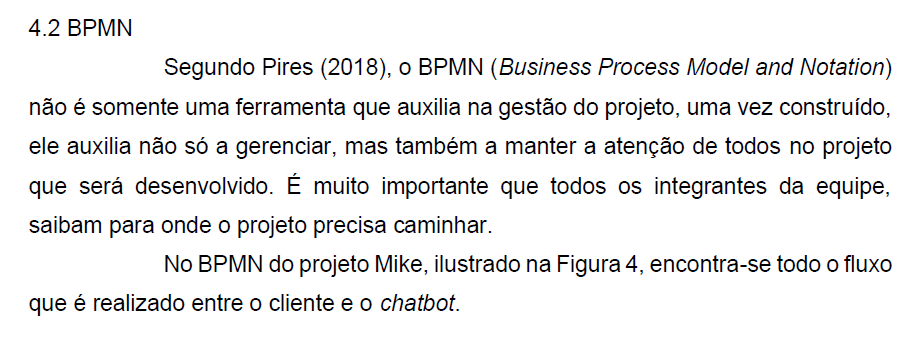 4.2 BPMN
Segundo Pires (2018), o BPMN (Business Process Model and Notation)
não é somente uma ferramenta que auxilia na gestão do projeto, uma vez construído,
ele auxilia não só a gerenciar, mas também a manter a atenção de todos no projeto
que será desenvolvido. É muito importante que todos os integrantes da equipe,
saibam para onde o projeto precisa caminhar.
No BPMN do projeto Mike, ilustrado na Figura 4, encontra-se todo o fluxo
que é realizado entre o cliente e o chatbot.